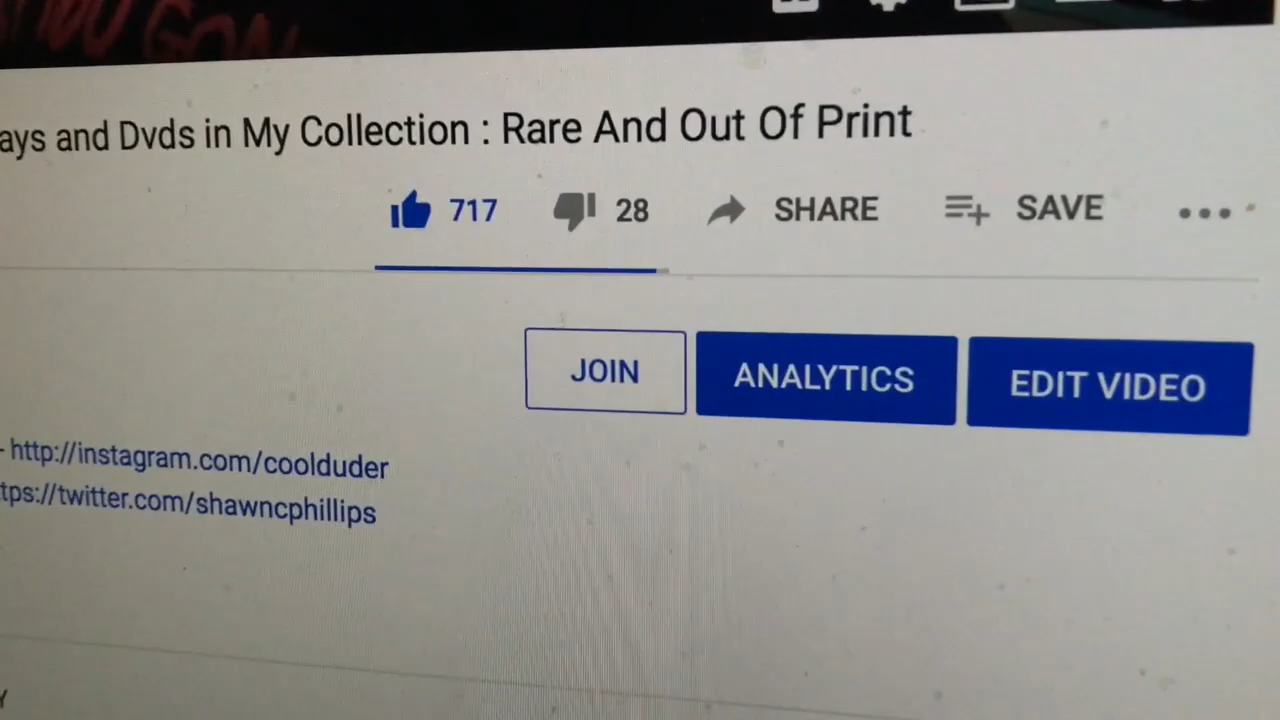 ays and Dvds in My Collection : Rare And Out Of Print
717 28 SHARE SAVE
JOIN ANALYTICS EDIT VIDEO
- http://instagram.com/coolduder
tps://twitter.com/shawncphillips
Y